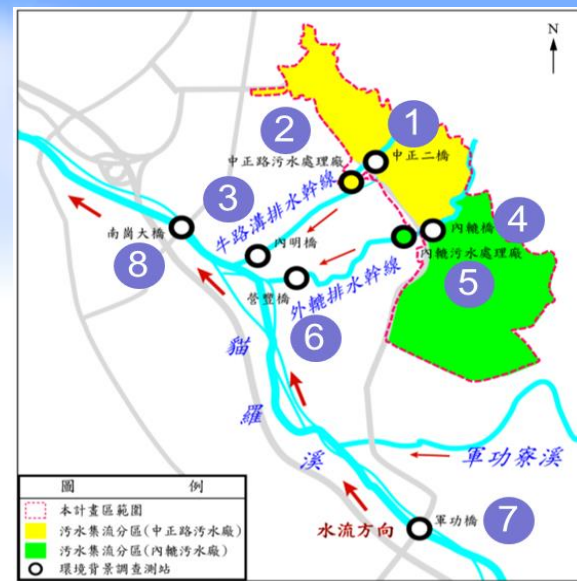 N
1
2
中正二橋
中正路污水處理廠
3
牛路溝排水幹線
4
南崗大橋
內明橋
內轆橋
內轆污水處理廠
8
營豐橋
外轆排水幹線
5
6
貓羅溪
軍功寮溪
圖 例
本計畫區範圍
污水集流分區(中正路污水廠)
污水集流分區(內轆污水廠)
環境背景調查測站
水流方向
軍功橋
7